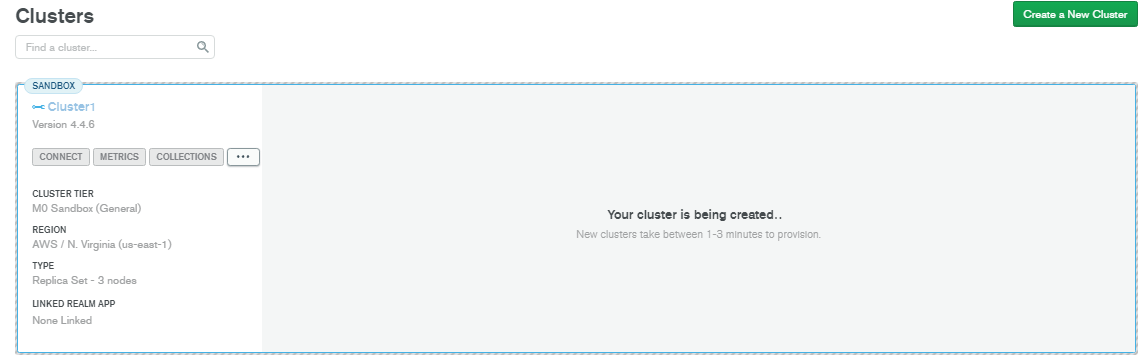 Clusters
Create a New Cluster
Find a cluster...
SANDBOX
Cluster1
Version 4.4.6
CONNECT METRICS COLLECTIONS ...
CLUSTER TIER
M0 Sandbox (General)
REGION
AWS / N. Virginia (us-east-1)
TYPE
Replica Set - 3 nodes
LINKED REALM APP
None Linked
Your cluster is being created..
New clusters take between 1-3 minutes to provision.